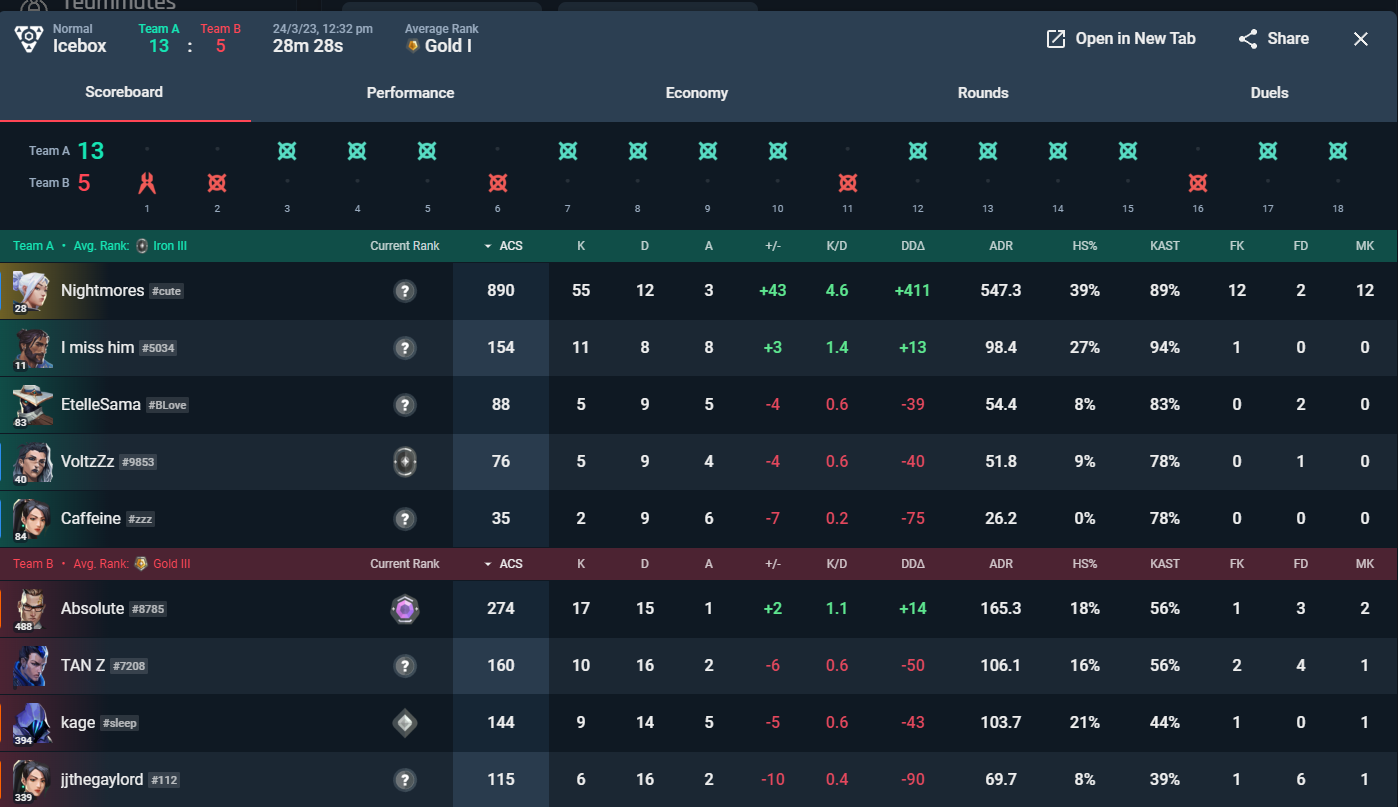 Teammates
Normal Team A Team B 24/3/23, 12:32 pm Average Rank
Icebox 13 : 5 28m 28s Gold I Open in New Tab Share
Scoreboard Performance Economy Rounds Duels
Team A 13
Team B 5
1 2 3 4 5 6 7 8 9 10 11 12 13 14 15 16 17 18
Team A • Avg. Rank: Iron III Current Rank ACS K D A +/- K/D DDΔ ADR HS% KAST FK FD MK
28 Nightmores #cute ? 890 55 12 3 +43 4.6 +411 547.3 39% 89% 12 2 12
11 I miss him #5034 ? 154 11 8 8 +3 1.4 +13 98.4 27% 94% 1 0 0
83 EtelleSama #BLove ? 88 5 9 5 -4 0.6 -39 54.4 8% 83% 0 2 0
40 VoltzZz #9853 76 5 9 4 -4 0.6 -40 51.8 9% 78% 0 1 0
84 Caffeine #zzz ? 35 2 9 6 -7 0.2 -75 26.2 0% 78% 0 0 0
Team B • Avg. Rank: Gold III Current Rank ACS K D A +/- K/D DDΔ ADR HS% KAST FK FD MK
488 Absolute #8785 274 17 15 1 +2 1.1 +14 165.3 18% 56% 1 3 2
TAN Z #7208 ? 160 10 16 2 -6 0.6 -50 106.1 16% 56% 2 4 1
394 kage #sleep 144 9 14 5 -5 0.6 -43 103.7 21% 44% 1 0 1
339 jjthegaylord #112 ? 115 6 16 2 -10 0.4 -90 69.7 8% 39% 1 6 1